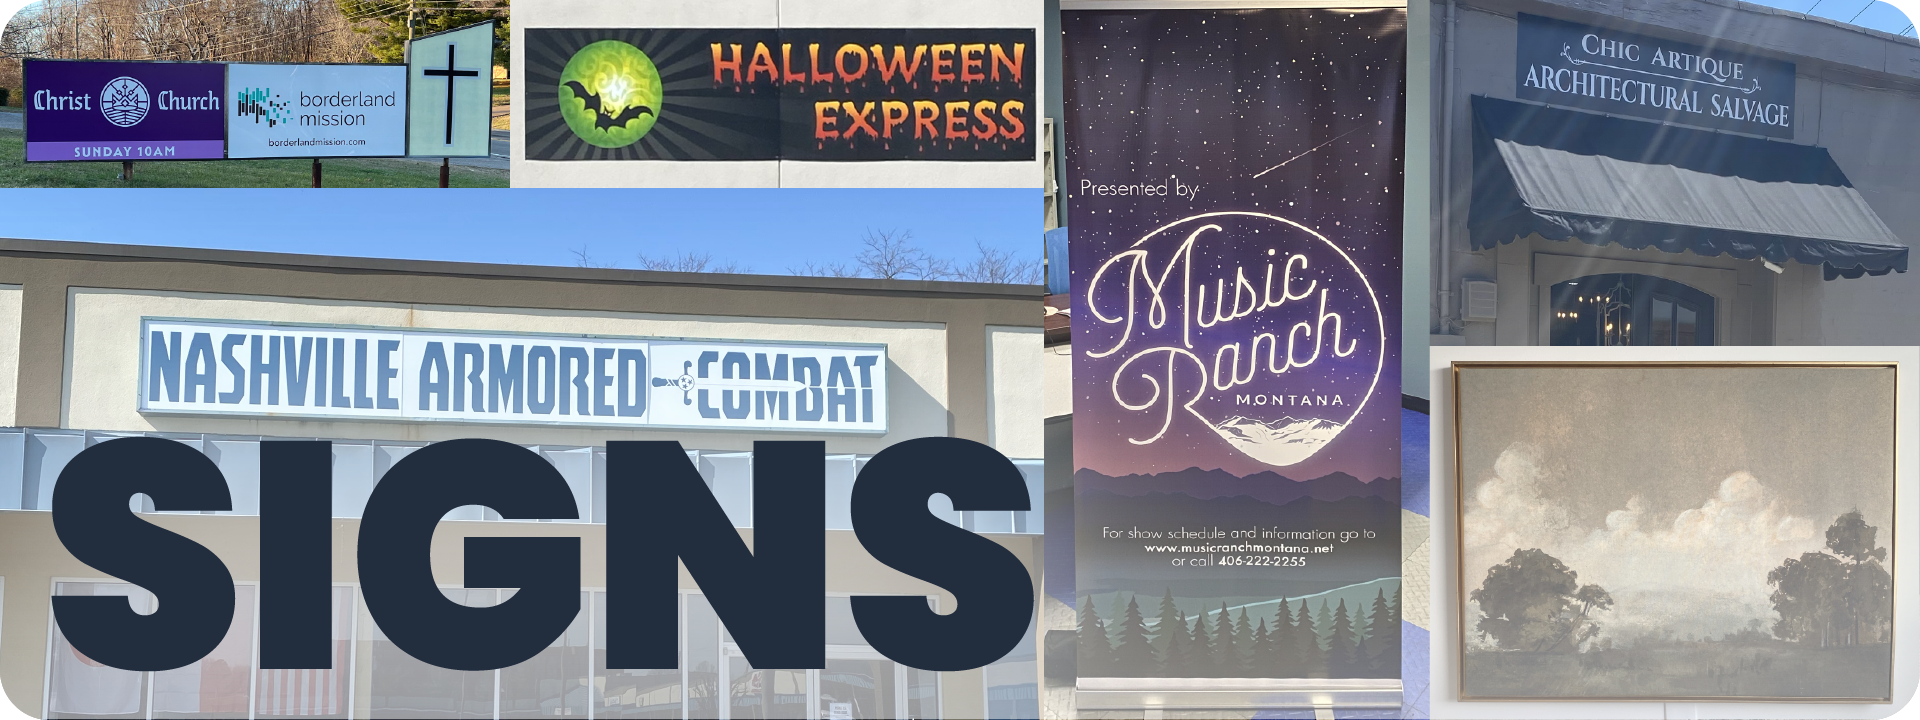 Christ Church
SUNDAY 10AM
borderland
mission
borderlandmission.com
HALLOWEEN
EXPRESS
NASHVILLE ARMORED COMBAT
SIGNS
Presented by
Music
Ranch
MONTANA
For show schedule and information go to
www.musicranchmontana.net
or call 406-222-2255
CHIC ARTIQUE
ARCHITECTURAL SALVAGE